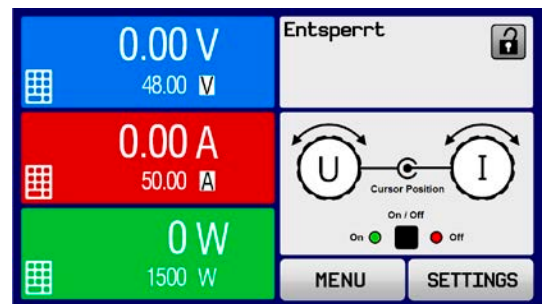 0.00 V
48.00 V
0.00 A
50.00 A
0 W
1500 W
Entsperrt
U
I
Cursor Position
On / Off
On
Off
MENU
SETTINGS